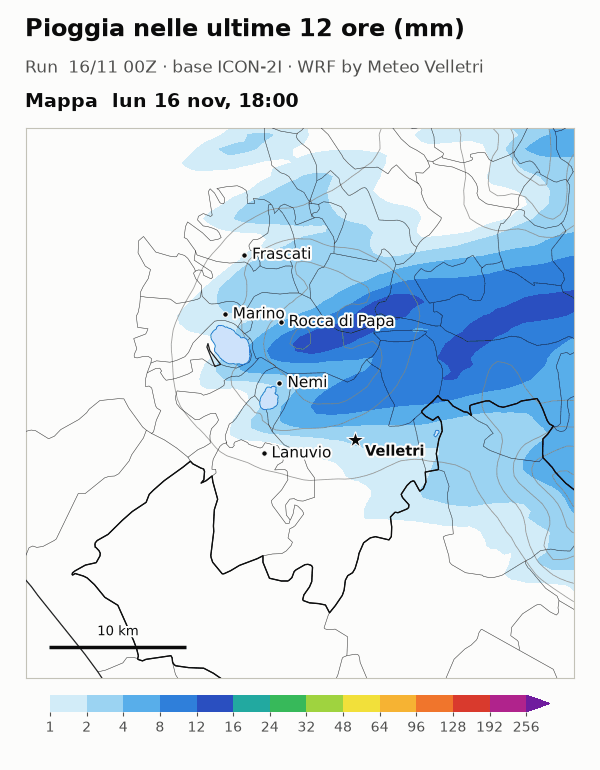 Pioggia nelle ultime 12 ore (mm)
Run  16/11 00Z · base ICON-2I · WRF by Meteo Velletri
Mappa  lun 16 nov, 18:00
Frascati
Marino
Rocca di Papa
Nemi
Velletri
Lanuvio
10 km
1 2 4 8 12 16 24 32 48 64 96 128 192 256